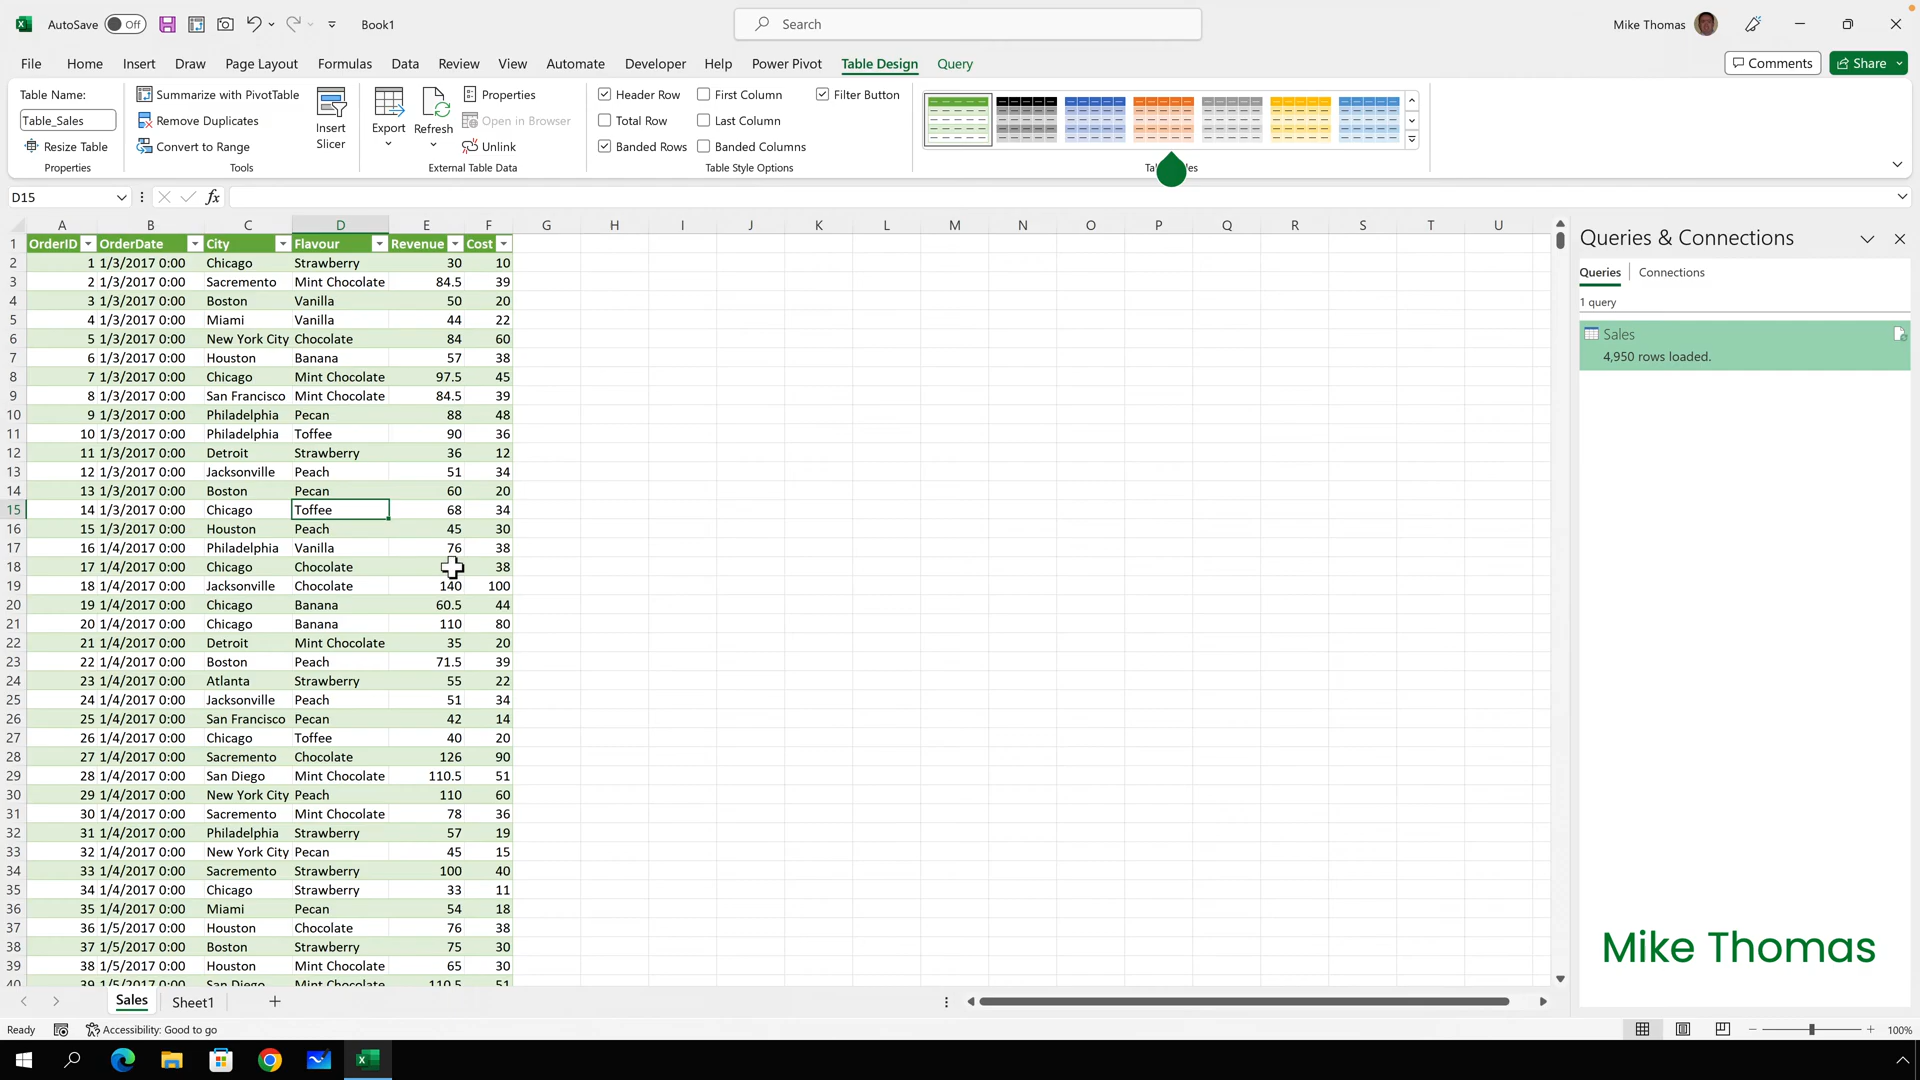 AutoSave Off Book1 Search Mike Thomas
File Home Insert Draw Page Layout Formulas Data Review View Automate Developer Help Power Pivot Table Design Query Comments Share
Table Name:
Table_Sales
Resize Table
Properties
Summarize with PivotTable
Remove Duplicates
Convert to Range
Tools
Insert
Slicer
Export
Refresh
Properties
Open in Browser
Unlink
External Table Data
Header Row First Column Filter Button
Total Row Last Column
Banded Rows Banded Columns
Table Style Options
D15 fx
A B C D E F G H I J K L M N O P Q R S T U
1 OrderID OrderDate City Flavour Revenue Cost
2 1 1/3/2017 0:00 Chicago Strawberry 30 10
3 2 1/3/2017 0:00 Sacremento Mint Chocolate 84.5 39
4 3 1/3/2017 0:00 Boston Vanilla 50 20
5 4 1/3/2017 0:00 Miami Vanilla 44 22
6 5 1/3/2017 0:00 New York City Chocolate 84 60
7 6 1/3/2017 0:00 Houston Banana 57 38
8 7 1/3/2017 0:00 Chicago Mint Chocolate 97.5 45
9 8 1/3/2017 0:00 San Francisco Mint Chocolate 84.5 39
10 9 1/3/2017 0:00 Philadelphia Pecan 88 48
11 10 1/3/2017 0:00 Philadelphia Toffee 90 36
12 11 1/3/2017 0:00 Detroit Strawberry 36 12
13 12 1/3/2017 0:00 Jacksonville Peach 51 34
14 13 1/3/2017 0:00 Boston Pecan 60 20
15 14 1/3/2017 0:00 Chicago Toffee 68 34
16 15 1/3/2017 0:00 Houston Peach 45 30
17 16 1/4/2017 0:00 Philadelphia Vanilla 76 38
18 17 1/4/2017 0:00 Chicago Chocolate 38
19 18 1/4/2017 0:00 Jacksonville Chocolate 140 100
20 19 1/4/2017 0:00 Chicago Banana 60.5 44
21 20 1/4/2017 0:00 Chicago Banana 110 80
22 21 1/4/2017 0:00 Detroit Mint Chocolate 35 20
23 22 1/4/2017 0:00 Boston Peach 71.5 39
24 23 1/4/2017 0:00 Atlanta Strawberry 55 22
25 24 1/4/2017 0:00 Jacksonville Peach 51 34
26 25 1/4/2017 0:00 San Francisco Pecan 42 14
27 26 1/4/2017 0:00 Chicago Toffee 40 20
28 27 1/4/2017 0:00 Sacremento Chocolate 126 90
29 28 1/4/2017 0:00 San Diego Mint Chocolate 110.5 51
30 29 1/4/2017 0:00 New York City Peach 110 60
31 30 1/4/2017 0:00 Sacremento Mint Chocolate 78 36
32 31 1/4/2017 0:00 Philadelphia Strawberry 57 19
33 32 1/4/2017 0:00 New York City Pecan 45 15
34 33 1/4/2017 0:00 Sacremento Strawberry 100 40
35 34 1/4/2017 0:00 Chicago Strawberry 33 11
36 35 1/4/2017 0:00 Miami Pecan 54 18
37 36 1/5/2017 0:00 Houston Chocolate 76 38
38 37 1/5/2017 0:00 Boston Strawberry 75 30
39 38 1/5/2017 0:00 Houston Mint Chocolate 65 30
40 39 1/5/2017 0:00 San Diego Mint Chocolate 110.5 51
Queries & Connections
Queries Connections
1 query
Sales
4,950 rows loaded.
Mike Thomas
Sales Sheet1
Ready Accessibility: Good to go 100%